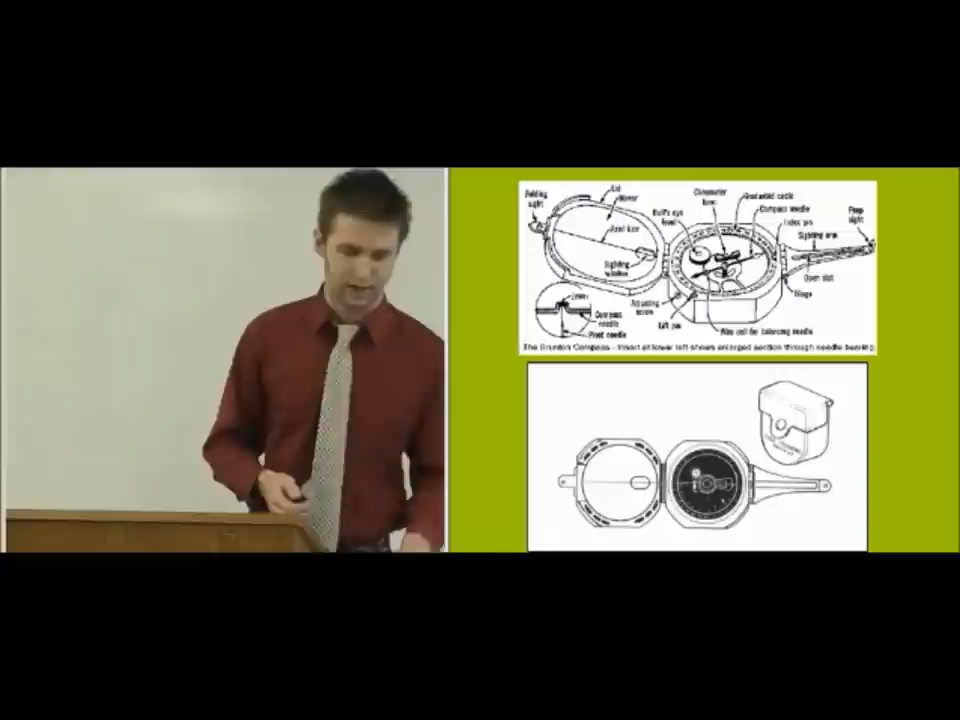 Folding sight
Lid
Mirror
Axial line
Sighting window
Bull's eye level
Clinometer level
Graduated circle
Compass needle
Index pin
Sighting arm
Peep sight
Open slot
Hinge
Adjusting screw
Lift pin
Wire coil for balancing needle
Compass needle
Pivot needle
The Brunton Compass - Insert at lower left shows enlarged section through needle bearing.